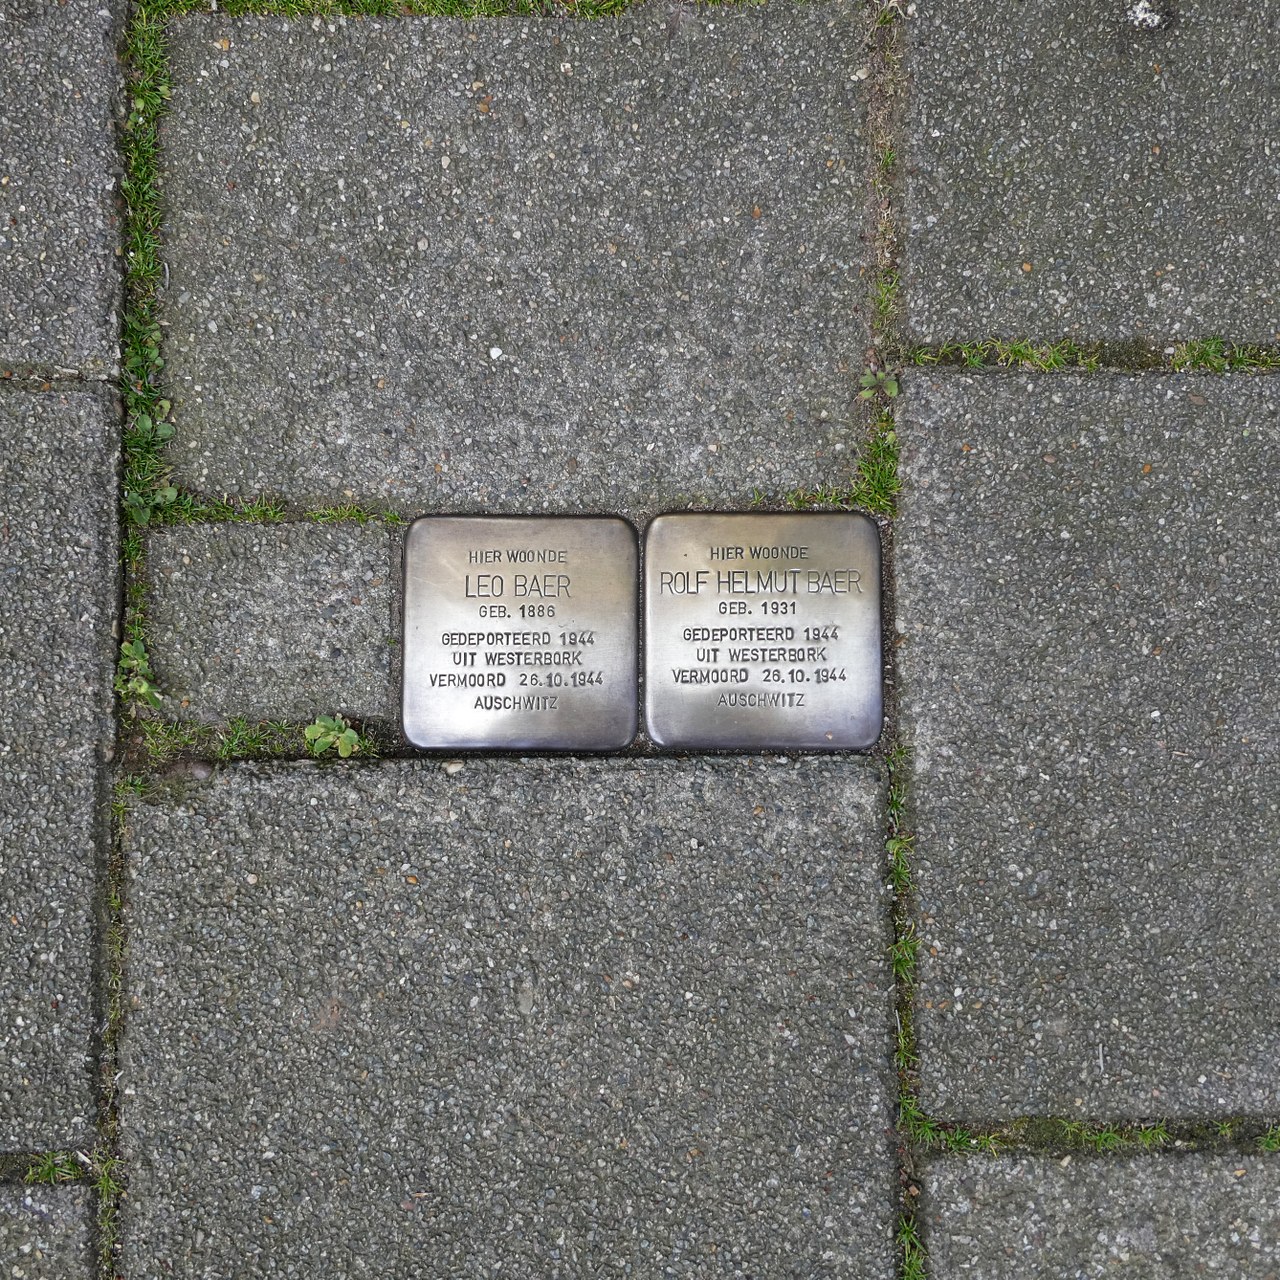 HIER WOONDE
LEO BAER
GEB. 1886
GEDEPORTEERD 1944
UIT WESTERBORK
VERMOORD 26.10.1944
AUSCHWITZ
HIER WOONDE
ROLF HELMUT BAER
GEB. 1931
GEDEPORTEERD 1944
UIT WESTERBORK
VERMOORD 26.10.1944
AUSCHWITZ